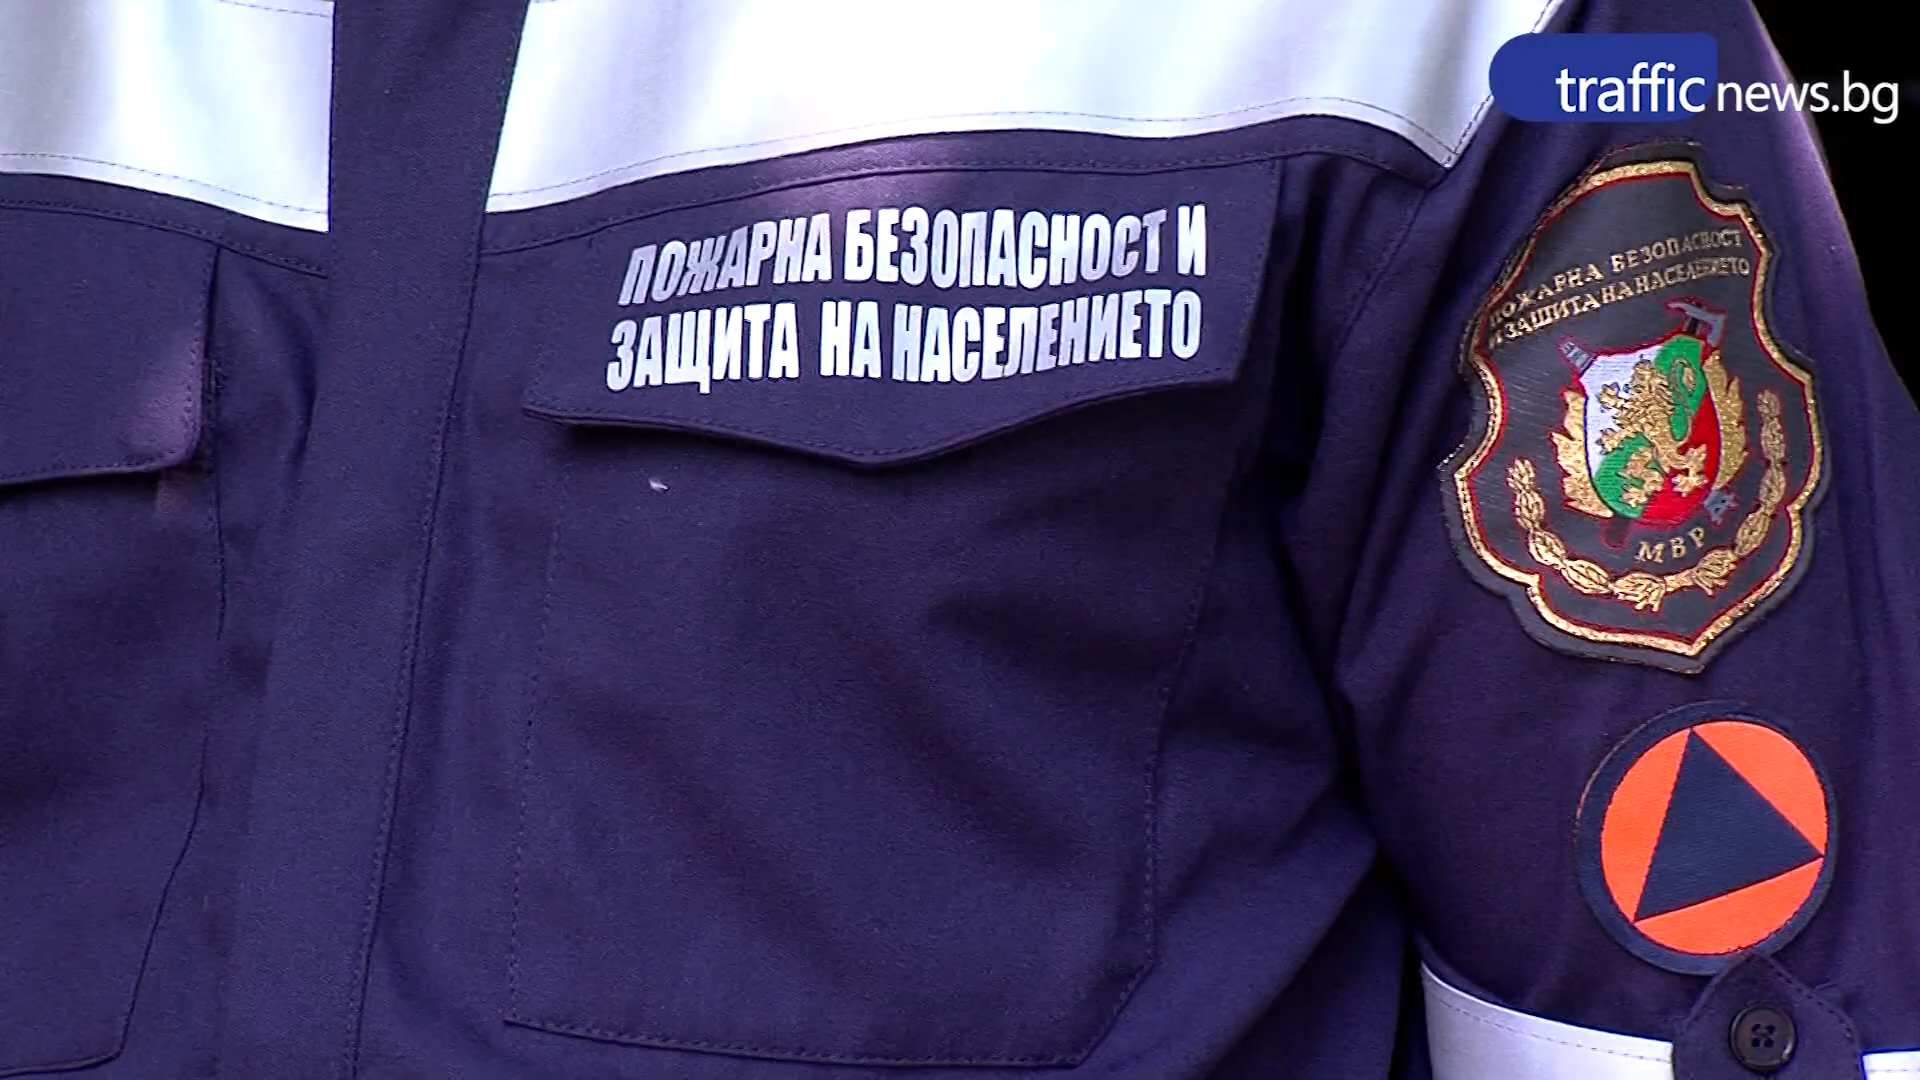 trafficnews.bg
ПОЖАРНА БЕЗОПАСНОСТ И
ЗАЩИТА НА НАСЕЛЕНИЕТО
ПОЖАРНА БЕЗОПАСНОСТ
И ЗАЩИТА НА НАСЕЛЕНИЕТО
МВР